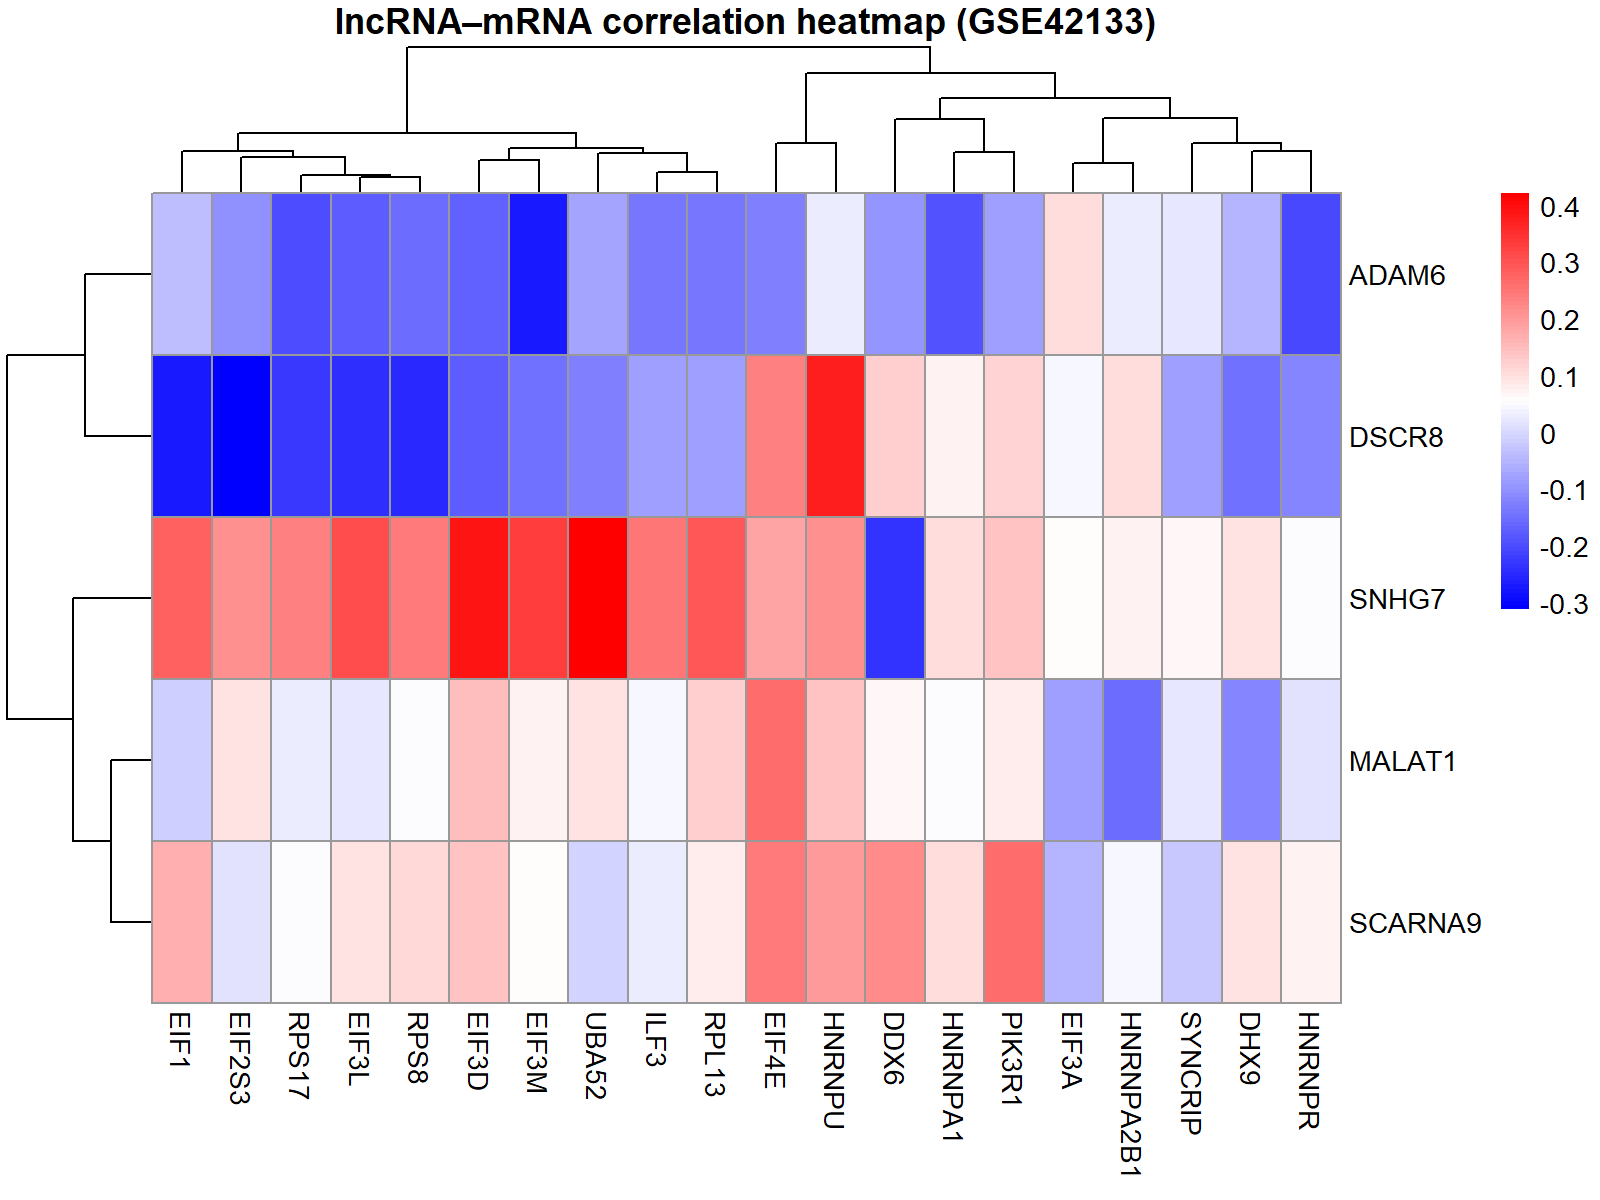 lncRNA–mRNA correlation heatmap (GSE42133)
0.4
0.3
0.2
0.1
0
-0.1
-0.2
-0.3
ADAM6
DSCR8
SNHG7
MALAT1
SCARNA9
EIF1
EIF2S3
RPS17
EIF3L
RPS8
EIF3D
EIF3M
UBA52
ILF3
RPL13
EIF4E
HNRNPU
DDX6
HNRNPA1
PIK3R1
EIF3A
HNRNPA2B1
SYNCRIP
DHX9
HNRNPR